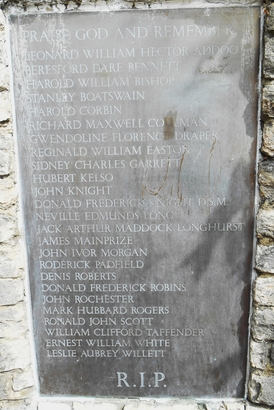 PRAISE GOD AND REMEMBER
LEONARD WILLIAM HECTOR
BERESFORD DARE BENNETT
HAROLD WILLIAM BISHOP
STANLEY BOATSWAIN
HAROLD CORBIN
RICHARD MAXWELL
GWENDOLINE FLORENCE DRAPER
REGINALD WILLIAM EASTON
SIDNEY CHARLES GARRETT
HUBERT KELSO
JOHN KNIGHT
DONALD FREDERICK KNIGHT D.S.M.
NEVILLE EDMUNDS LONG
JACK ARTHUR MADDOCK LONGHURST
JAMES MAINPRIZE
JOHN IVOR MORGAN
RODERICK PADFIELD
DENIS ROBERTS
DONALD FREDERICK ROBINS
JOHN ROCHESTER
MARK HUBBARD ROGERS
RONALD JOHN SCOTT
WILLIAM CLIFFORD TAFFENDER
ERNEST WILLIAM WHITE
LESLIE AUBREY WILLETT
R.I.P.